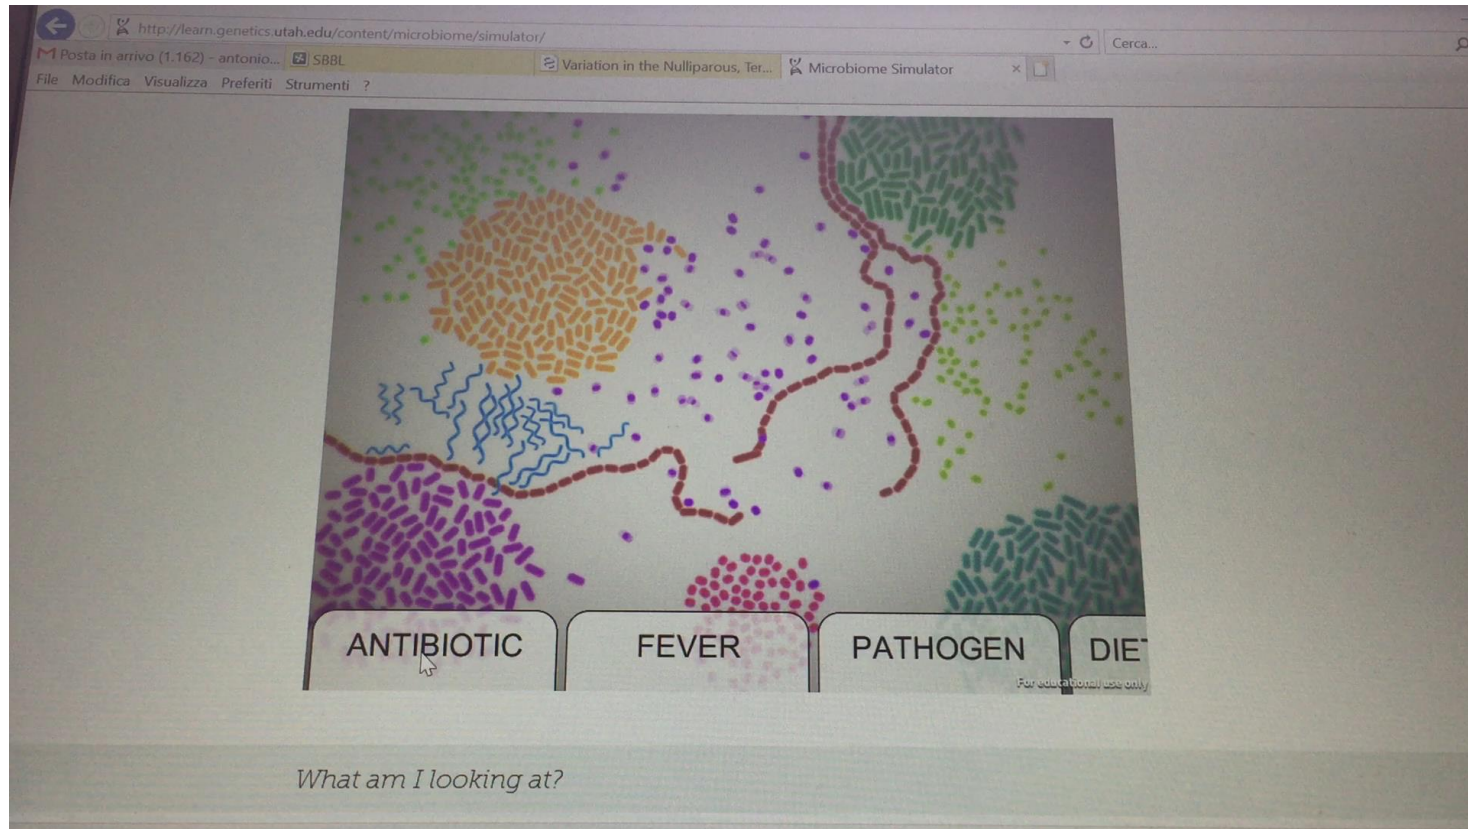 http://learn.genetics.utah.edu/content/microbiome/simulator/
Cerca...
Posta in arrivo (1.162) - antonio...
SBBL
Variation in the Nulliparous, Ter...
Microbiome Simulator
File Modifica Visualizza Preferiti Strumenti ?
ANTIBIOTIC
FEVER
PATHOGEN
DIET
For educational use only
What am I looking at?